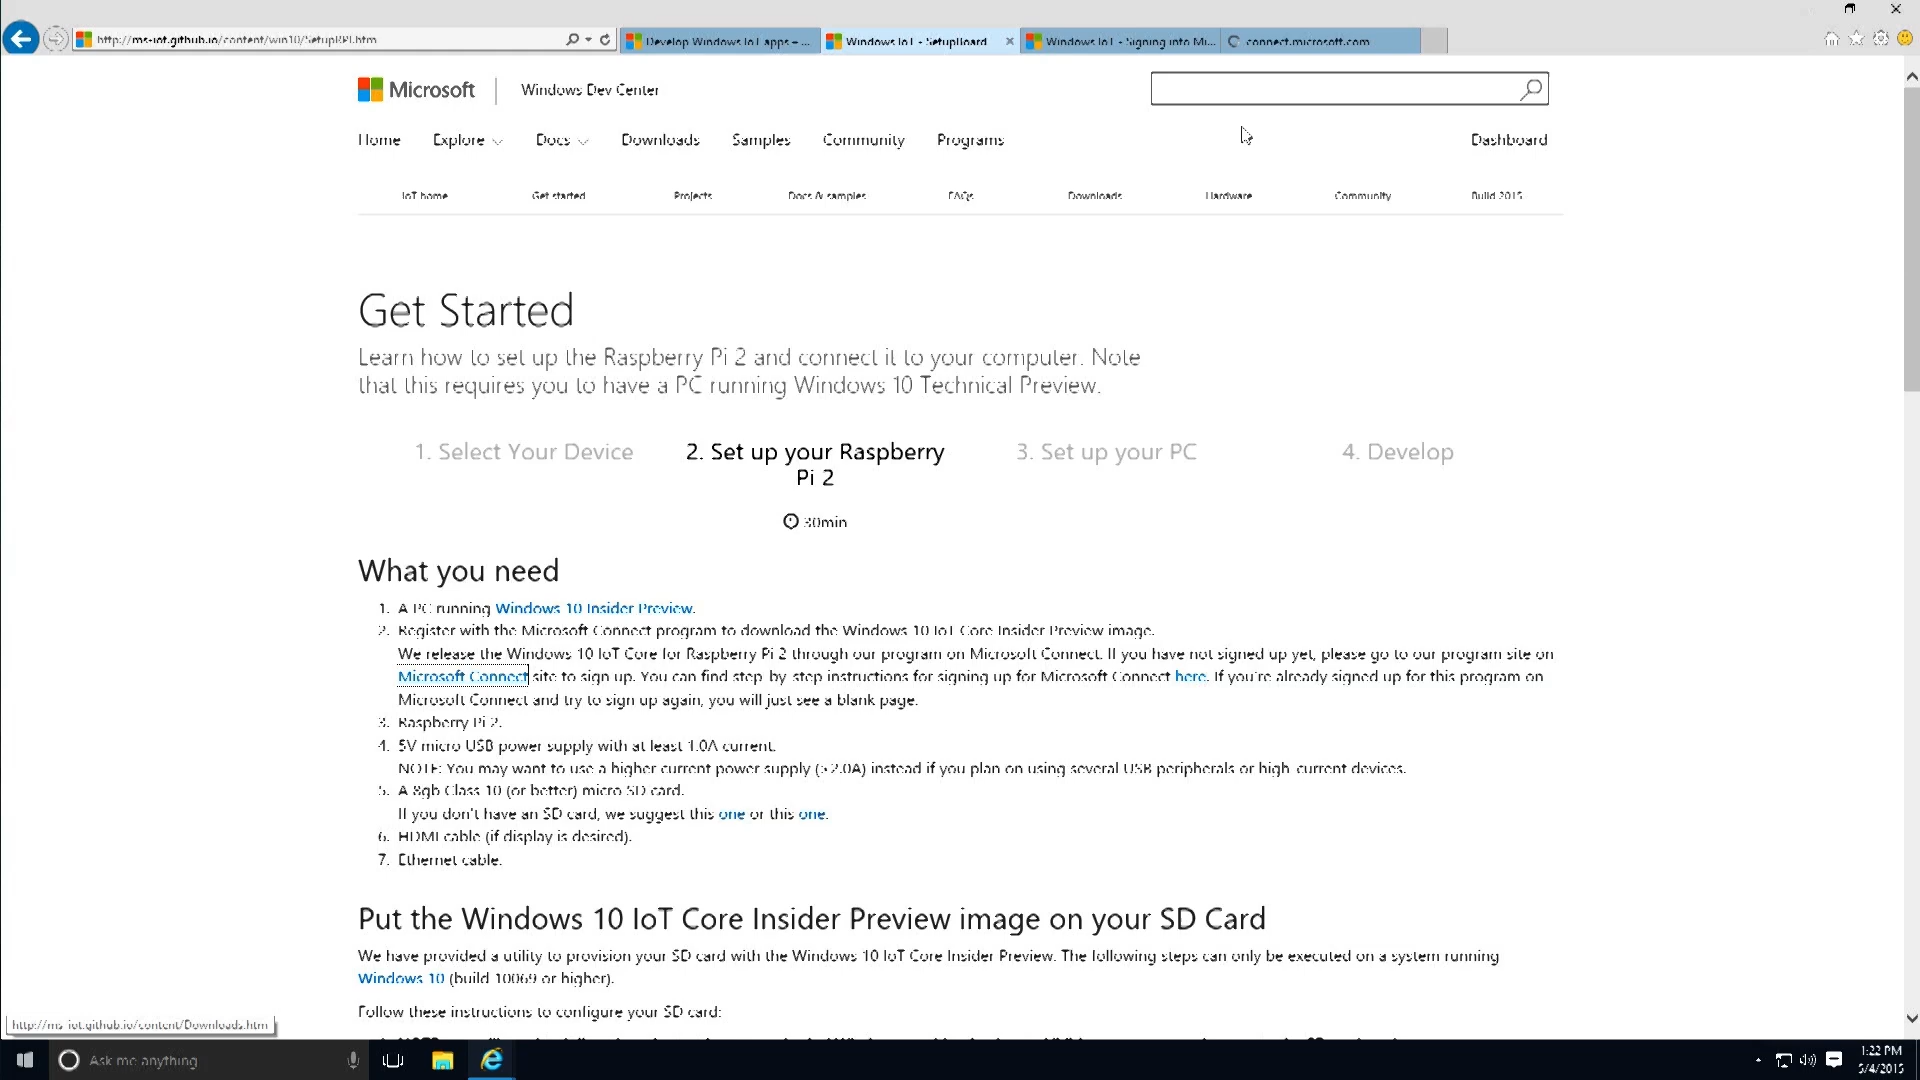 http://ms-iot.github.io/content/win10/SetupRPI.htm
Develop Windows IoT apps - ...
Windows IoT - SetupBoard
Windows IoT - Signing into Mi...
connect.microsoft.com
Microsoft
Windows Dev Center
Home
Explore
Docs
Downloads
Samples
Community
Programs
Dashboard
IoT home
Get started
Projects
Docs & samples
FAQs
Downloads
Hardware
Community
Build 2015
Get Started
Learn how to set up the Raspberry Pi 2 and connect it to your computer. Note
that this requires you to have a PC running Windows 10 Technical Preview.
1. Select Your Device
2. Set up your Raspberry
Pi 2
3. Set up your PC
4. Develop
30min
What you need
1. A PC running Windows 10 Insider Preview.
2. Register with the Microsoft Connect program to download the Windows 10 IoT Core Insider Preview image.
We release the Windows 10 IoT Core for Raspberry Pi 2 through our program on Microsoft Connect. If you have not signed up yet, please go to our program site on
Microsoft Connect site to sign up. You can find step-by-step instructions for signing up for Microsoft Connect here. If you're already signed up for this program on
Microsoft Connect and try to sign up again, you will just see a blank page.
3. Raspberry Pi 2.
4. 5V micro USB power supply with at least 1.0A current.
NOTE: You may want to use a higher current power supply (>2.0A) instead if you plan on using several USB peripherals or high-current devices.
5. A 8gb Class 10 (or better) micro SD card.
If you don't have an SD card, we suggest this one or this one.
6. HDMI cable (if display is desired).
7. Ethernet cable.
Put the Windows 10 IoT Core Insider Preview image on your SD Card
We have provided a utility to provision your SD card with the Windows 10 IoT Core Insider Preview. The following steps can only be executed on a system running
Windows 10 (build 10069 or higher).
Follow these instructions to configure your SD card:
http://ms-iot.github.io/content/Downloads.htm
Ask me anything
1:22 PM
5/4/2015